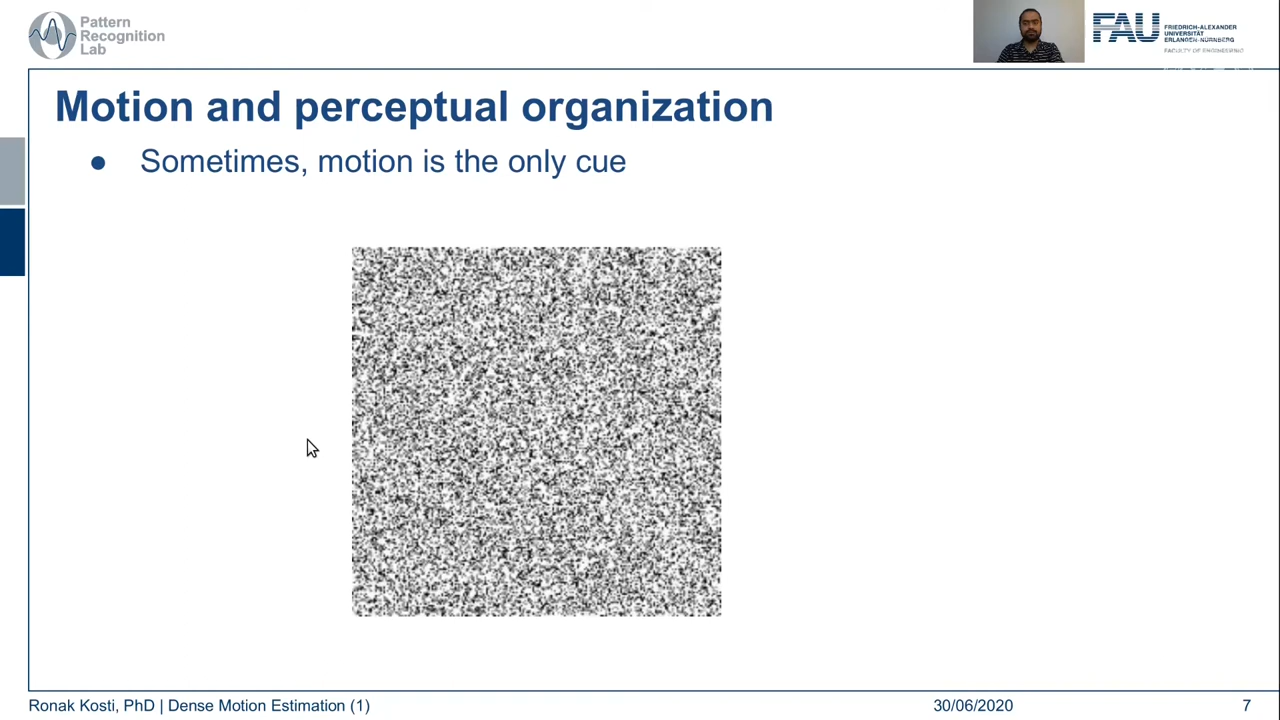 Pattern
Recognition
Lab
FAU
FRIEDRICH-ALEXANDER
UNIVERSITÄT
ERLANGEN-NÜRNBERG
FACULTY OF ENGINEERING
Motion and perceptual organization
● Sometimes, motion is the only cue
Ronak Kosti, PhD | Dense Motion Estimation (1) 30/06/2020 7